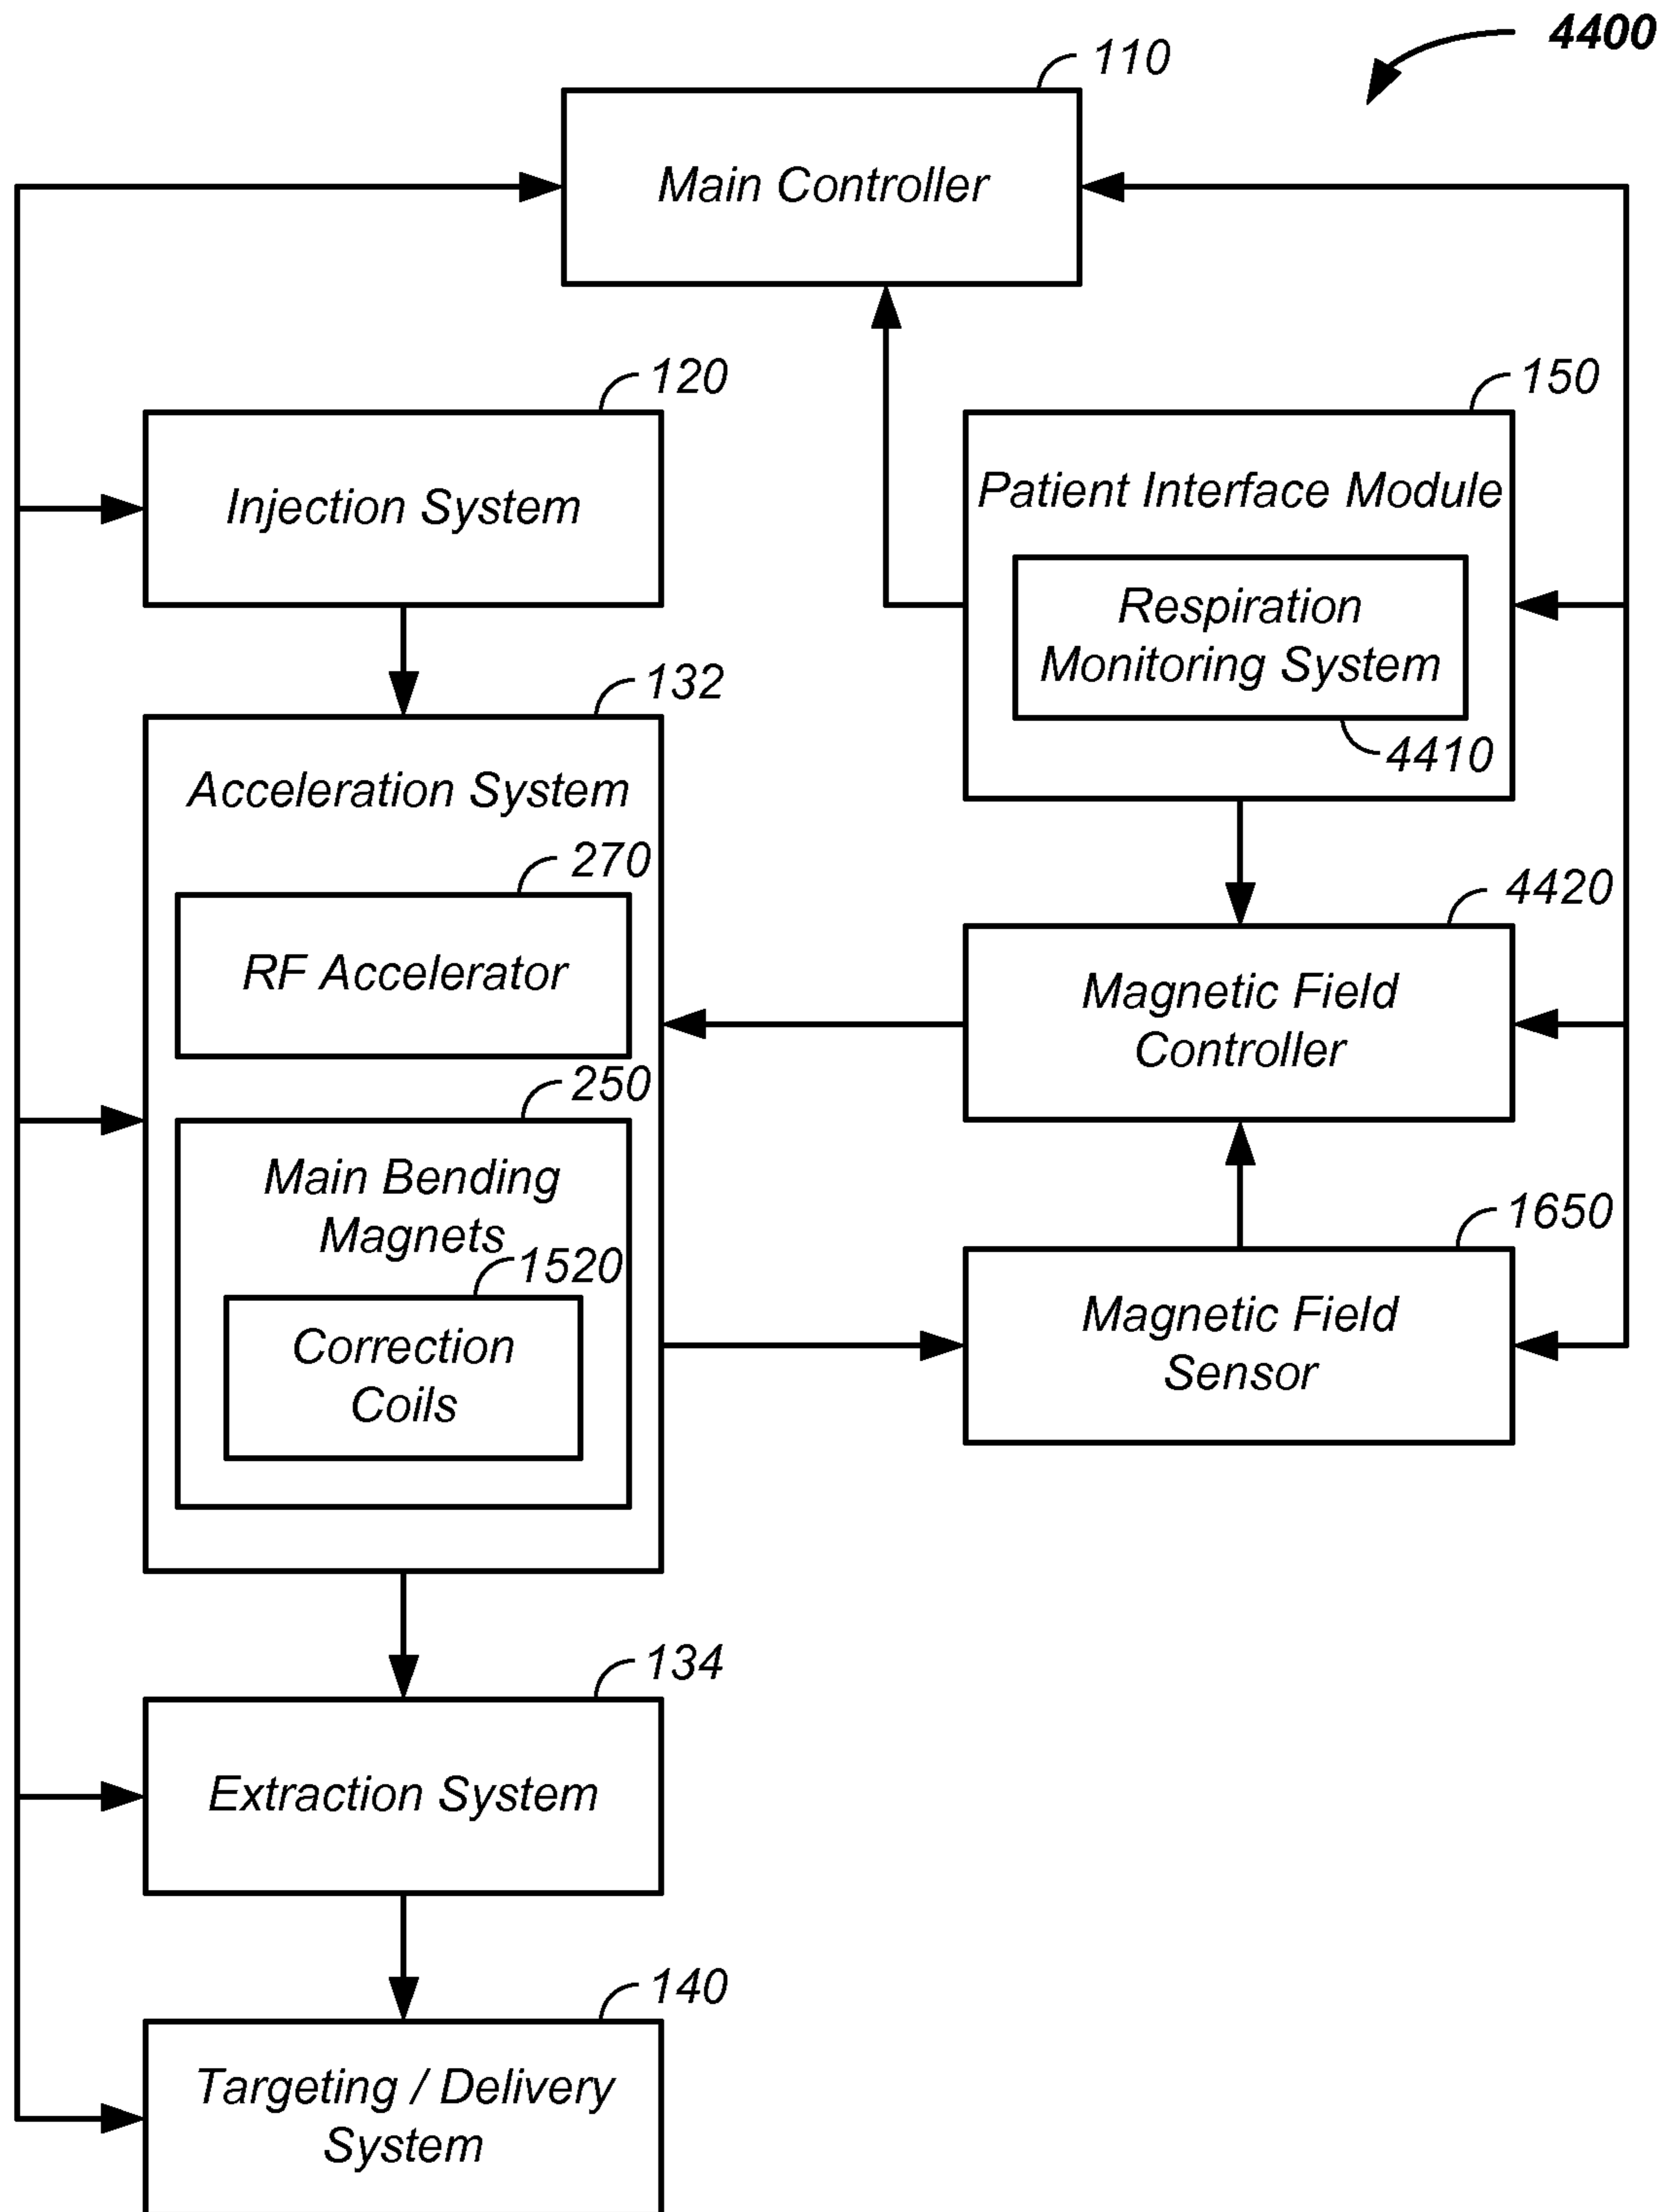 4400
110
Main Controller
120
Injection System
150
Patient Interface Module
Respiration
Monitoring System
4410
132
Acceleration System
270
RF Accelerator
4420
Magnetic Field
Controller
250
Main Bending
Magnets
1520
Correction
Coils
1650
Magnetic Field
Sensor
134
Extraction System
140
Targeting / Delivery
System